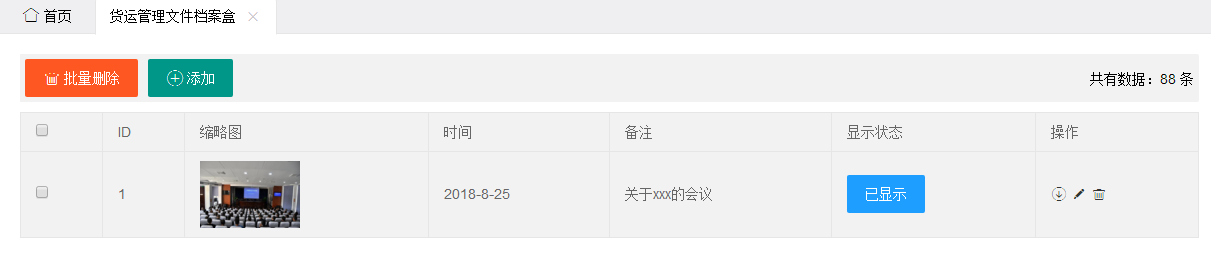 首页 货运管理文件档案盒
批量删除 添加 共有数据：88 条
ID 缩略图 时间 备注 显示状态 操作
1 2018-8-25 关于xxx的会议 已显示